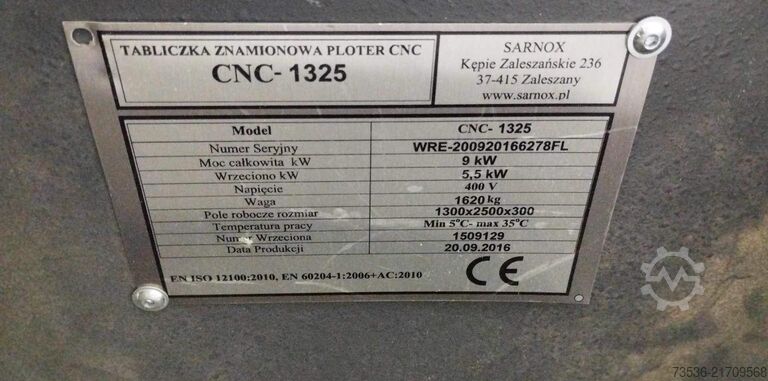 TABLICZKA ZNAMIONOWA PLOTER CNC
CNC- 1325
SARNOX
Kępie Zaleszańskie 236
37-415 Zaleszany
www.sarnox.pl
Model CNC- 1325
Numer Seryjny WRE-200920166278FL
Moc całkowita kW 9 kW
Wrzeciono kW 5,5 kW
Napięcie 400 V
Waga 1620 kg
Pole robocze rozmiar 1300x2500x300
Temperatura pracy Min 5°C- max 35°C
Numer Wrzeciona 1509129
Data Produkcji 20.09.2016
EN ISO 12100:2010, EN 60204-1:2006+AC:2010
CE
73536-21709568